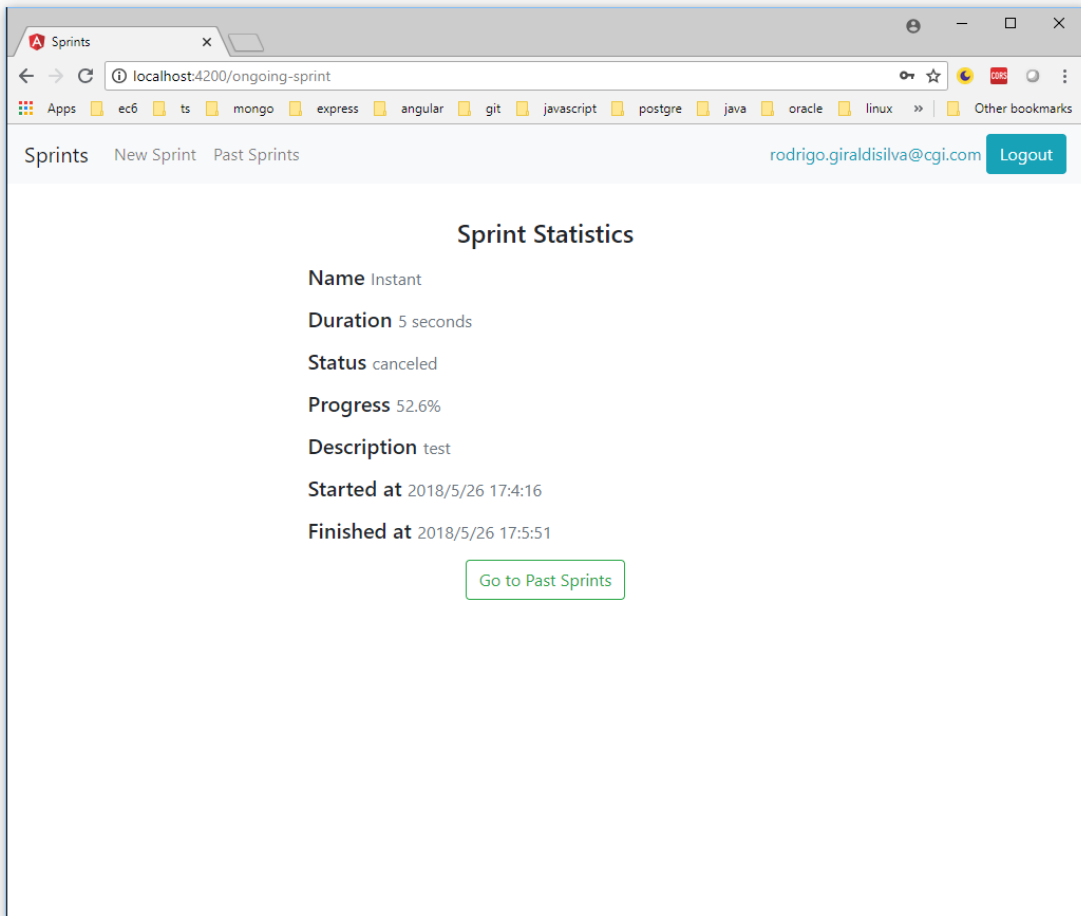 Sprints
localhost:4200/ongoing-sprint
CORS
Apps ec6 ts mongo express angular git javascript postgre java oracle linux » Other bookmarks
Sprints New Sprint Past Sprints rodrigo.giraldisilva@cgi.com Logout
Sprint Statistics
Name Instant
Duration 5 seconds
Status canceled
Progress 52.6%
Description test
Started at 2018/5/26 17:4:16
Finished at 2018/5/26 17:5:51
Go to Past Sprints